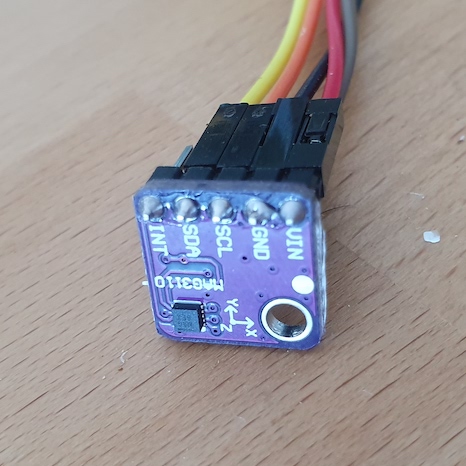 INT
SDA
SCL
GND
VIN
MAG3110
Y
Z
X